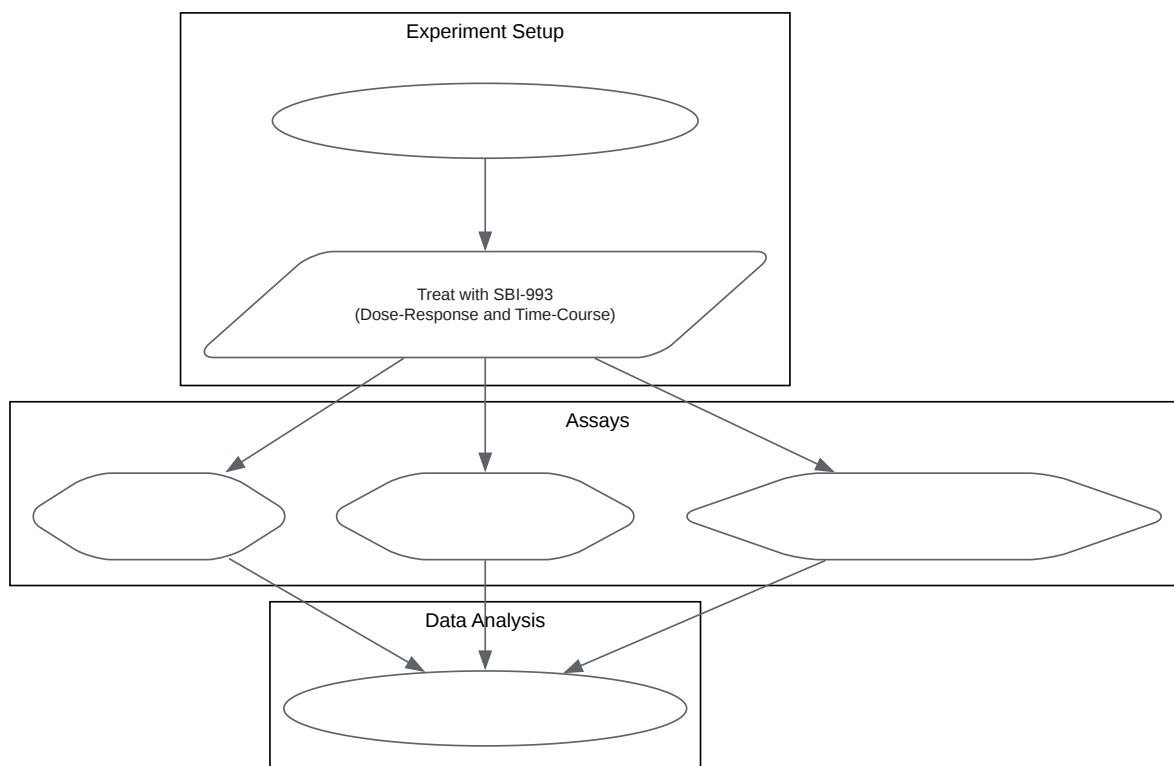 Experiment Setup
Treat with SBI-993
(Dose-Response and Time-Course)
Assays
Data Analysis